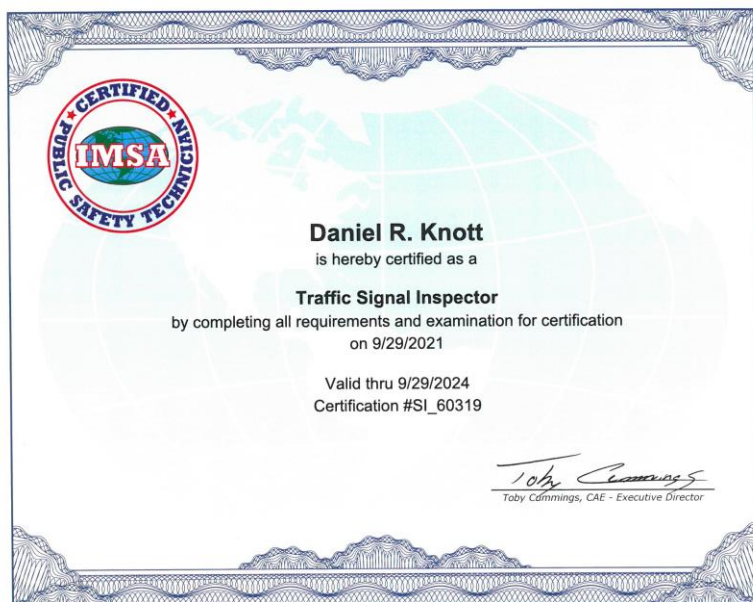 CERTIFIED
PUBLIC SAFETY TECHNICIAN
IMSA
Daniel R. Knott
is hereby certified as a
Traffic Signal Inspector
by completing all requirements and examination for certification
on 9/29/2021
Valid thru 9/29/2024
Certification #SI_60319
Toby Cummings
Toby Cummings, CAE - Executive Director